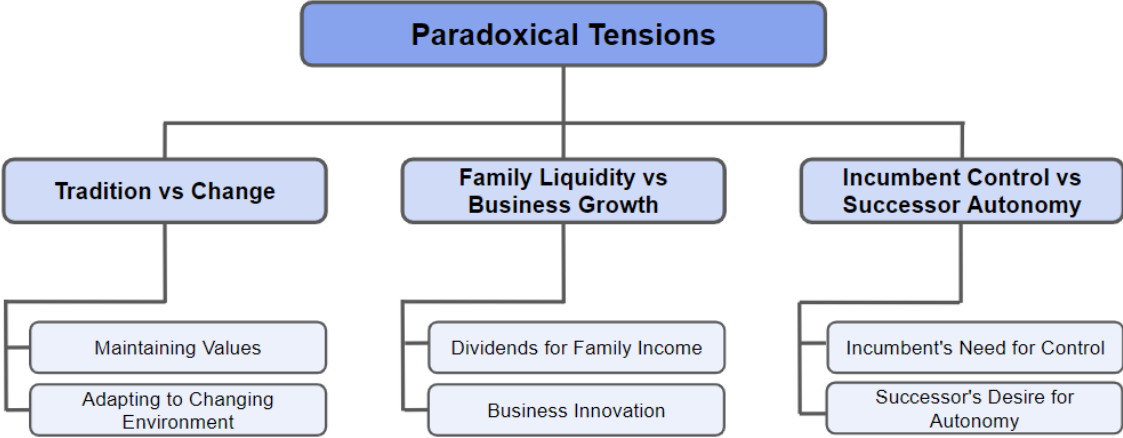 Paradoxical Tensions
Tradition vs Change
Maintaining Values
Adapting to Changing
Environment
Family Liquidity vs
Business Growth
Dividends for Family Income
Business Innovation
Incumbent Control vs
Successor Autonomy
Incumbent's Need for Control
Successor's Desire for
Autonomy